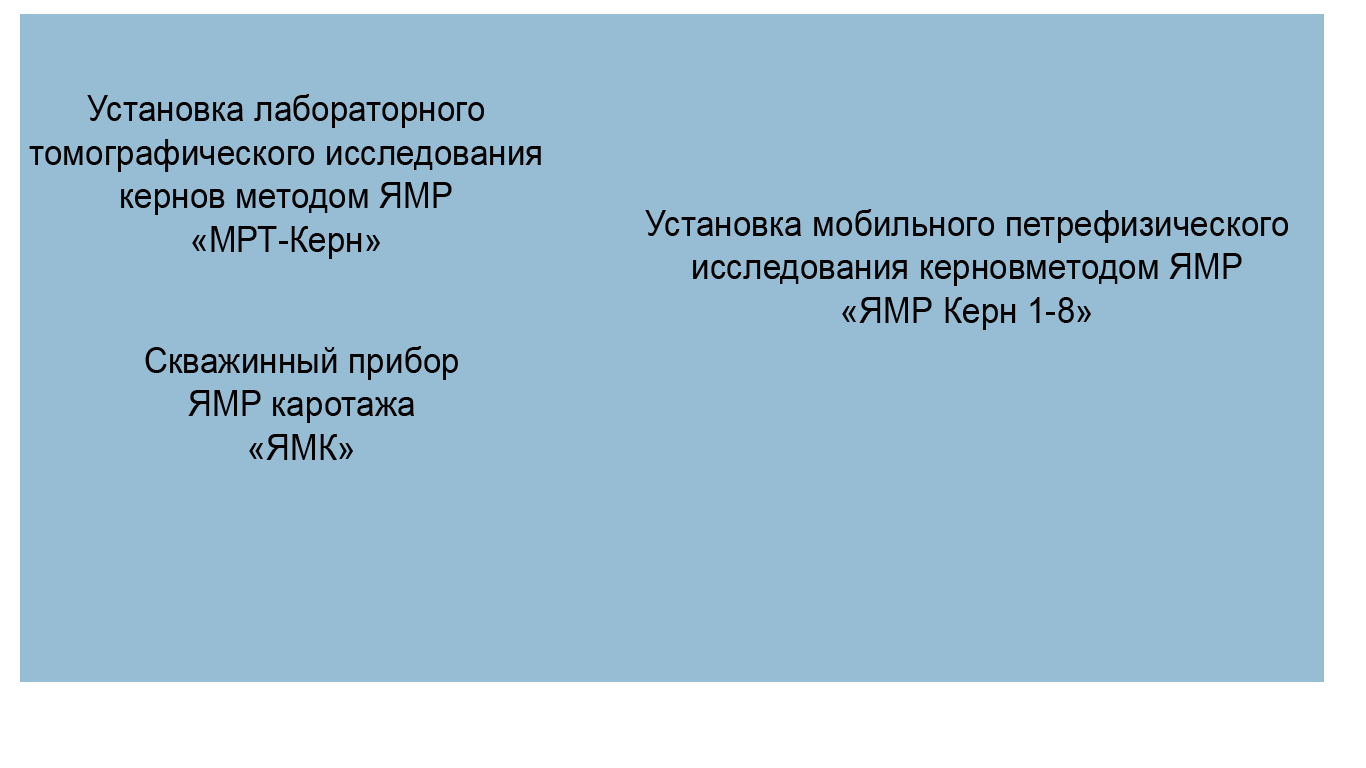 Установка лабораторного
томографического исследования
кернов методом ЯМР
«МРТ-Керн»
Установка мобильного петрефизического
исследования керновметодом ЯМР
«ЯМР Керн 1-8»
Скважинный прибор
ЯМР каротажа
«ЯМК»